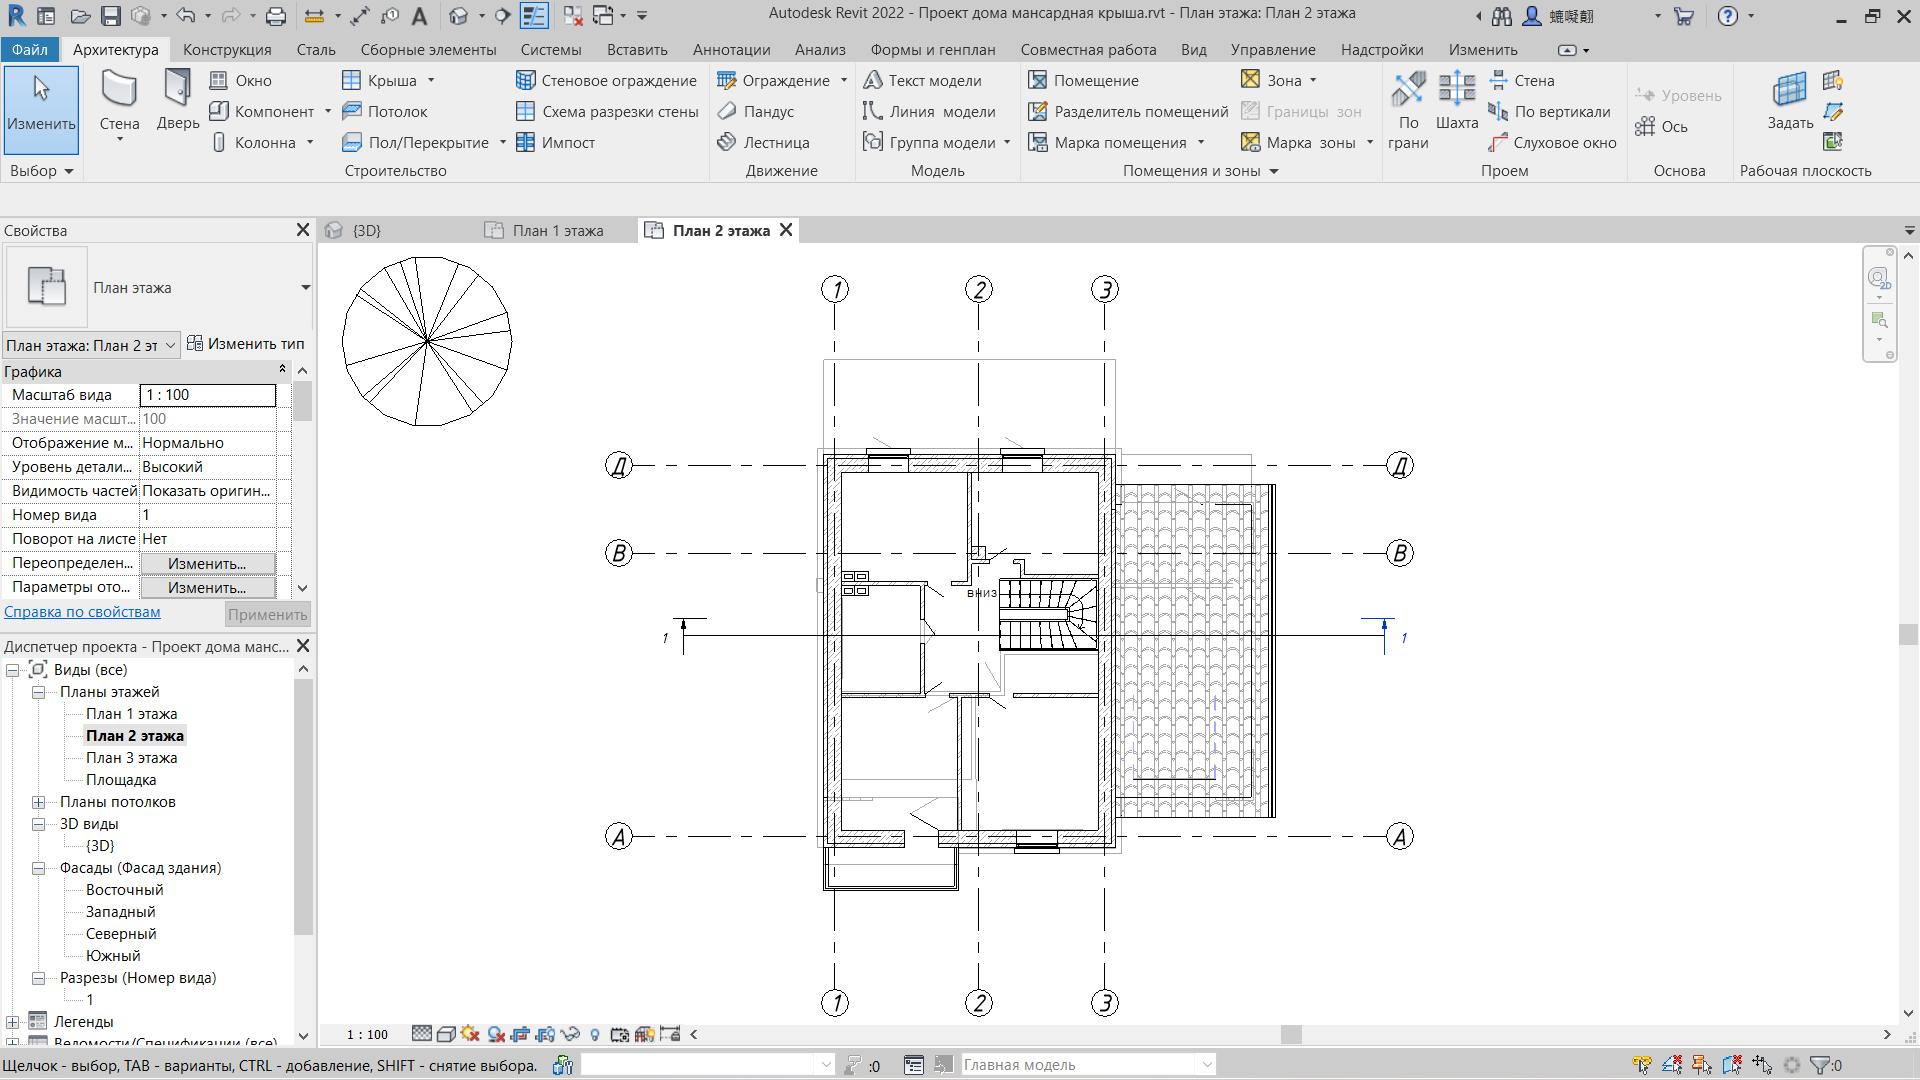 Autodesk Revit 2022 - Проект дома мансардная крыша.rvt - План этажа: План 2 этажа
Файл Архитектура Конструкция Сталь Сборные элементы Системы Вставить Аннотации Анализ Формы и генплан Совместная работа Вид Управление Надстройки Изменить
Изменить
Выбор
Стена
Дверь
Окно
Компонент
Колонна
Крыша
Потолок
Пол/Перекрытие
Стеновое ограждение
Схема разрезки стены
Импост
Строительство
Ограждение
Пандус
Лестница
Движение
Текст модели
Линия модели
Группа модели
Модель
Помещение
Разделитель помещений
Марка помещения
Зона
Границы зон
Марка зоны
Помещения и зоны
По грани
Шахта
Стена
По вертикали
Слуховое окно
Проем
Уровень
Ось
Основа
Задать
Рабочая плоскость
Свойства
{3D}
План 1 этажа
План 2 этажа
План этажа
План этажа: План 2 эт
Изменить тип
Графика
Масштаб вида 1 : 100
Значение масшт... 100
Отображение м... Нормально
Уровень детали... Высокий
Видимость частей Показать оригин...
Номер вида 1
Поворот на листе Нет
Переопределен... Изменить...
Параметры ото... Изменить...
Справка по свойствам
Применить
Диспетчер проекта - Проект дома манс...
Виды (все)
Планы этажей
План 1 этажа
План 2 этажа
План 3 этажа
Площадка
Планы потолков
3D виды
{3D}
Фасады (Фасад здания)
Восточный
Западный
Северный
Южный
Разрезы (Номер вида)
1
Легенды
Ведомости/Спецификации (все)
1 2 3
Д Д
В В
ВНИЗ
1 1
А А
1 2 3
2D
1 : 100
Щелчок - выбор, TAB - варианты, CTRL - добавление, SHIFT - снятие выбора.
:0
Главная модель
:0